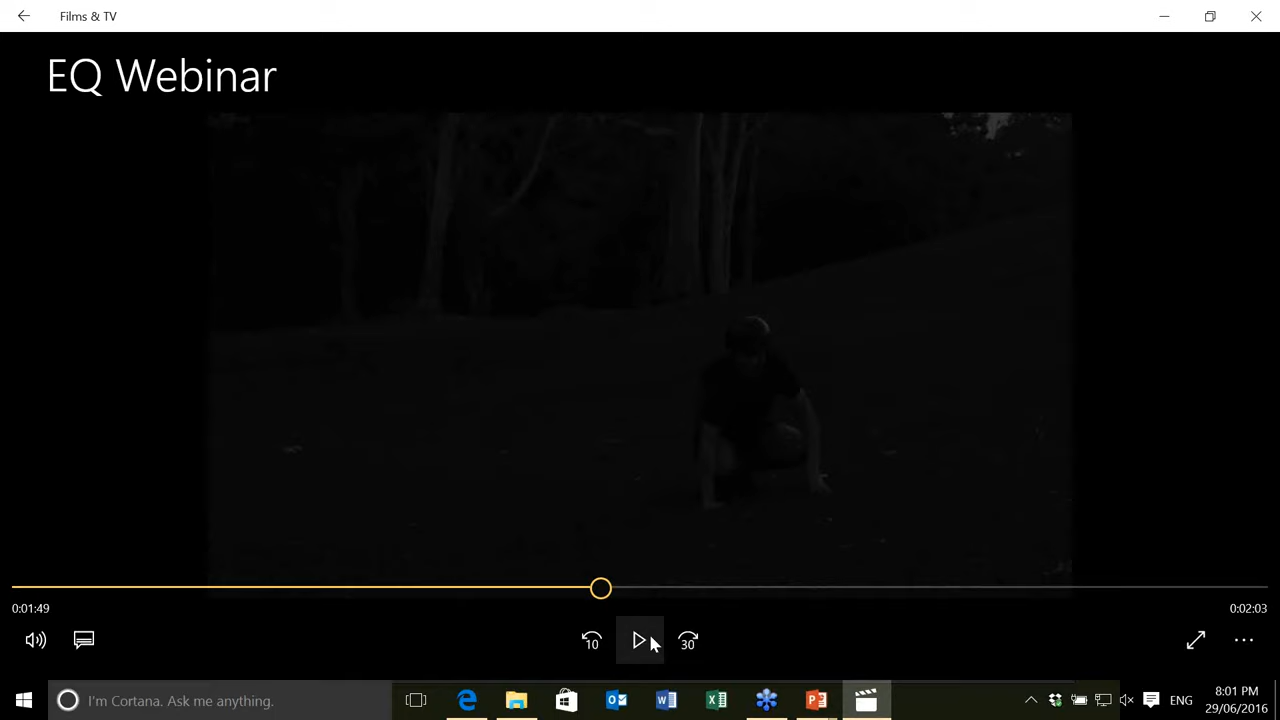 Films & TV
EQ Webinar
0:01:49
0:02:03
10
30
I'm Cortana. Ask me anything.
ENG
8:01 PM
29/06/2016